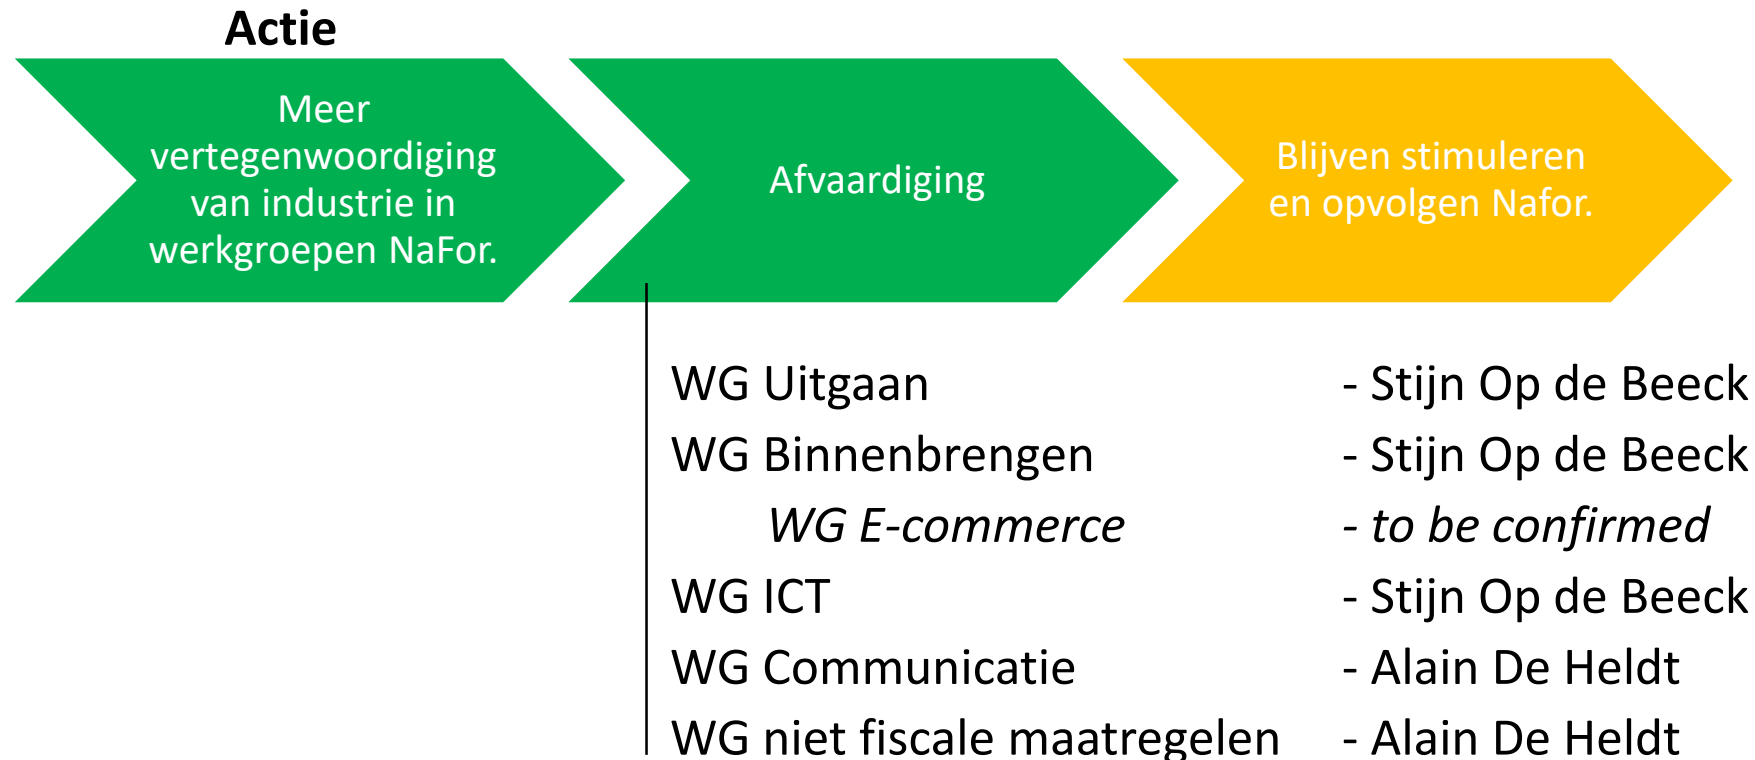 Actie
Meer
vertegenwoordiging
van industrie in
werkgroepen NaFor.
Afvaardiging
Blijven stimuleren
en opvolgen Nafor.
WG Uitgaan - Stijn Op de Beeck
WG Binnenbrengen - Stijn Op de Beeck
WG E-commerce - to be confirmed
WG ICT - Stijn Op de Beeck
WG Communicatie - Alain De Heldt
WG niet fiscale maatregelen - Alain De Heldt